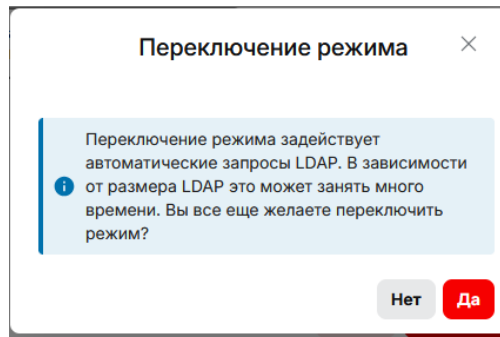 Переключение режима
Переключение режима задействует
автоматические запросы LDAP. В зависимости
от размера LDAP это может занять много
времени. Вы все еще желаете переключить
режим?
Нет
Да